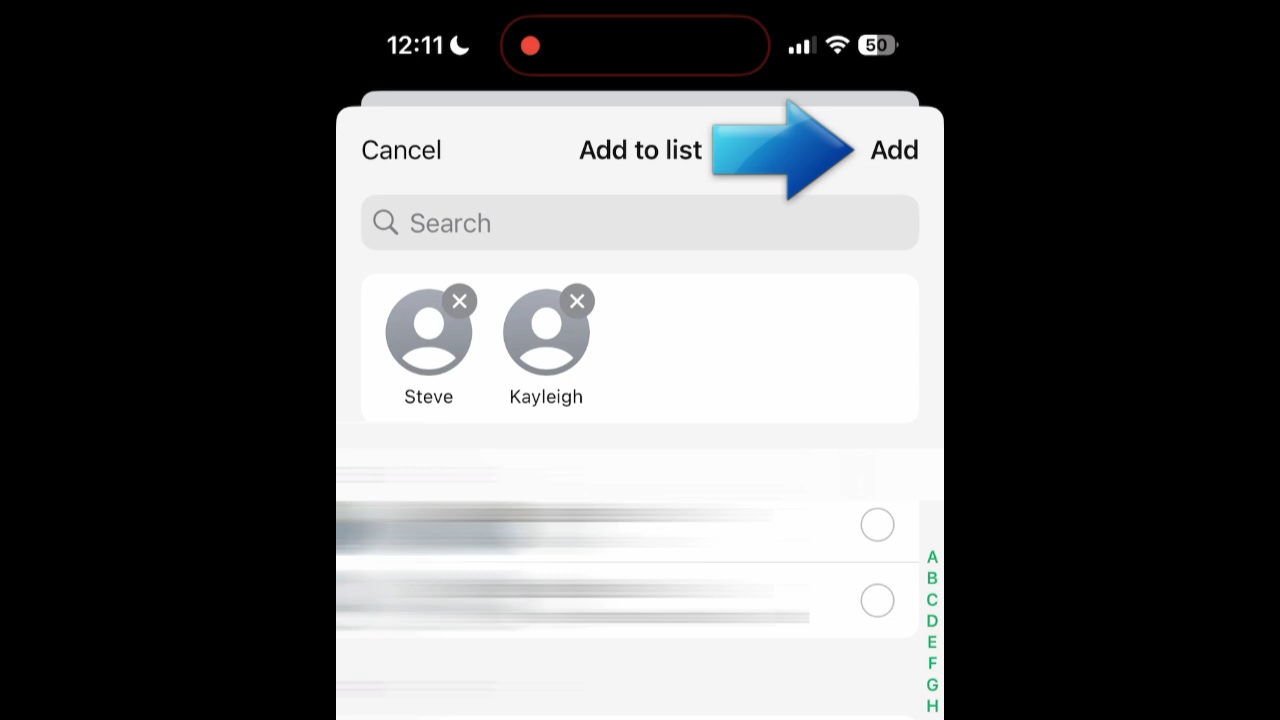 12:11
50
Cancel
Add to list
Add
Search
Steve
Kayleigh
A
B
C
D
E
F
G
H